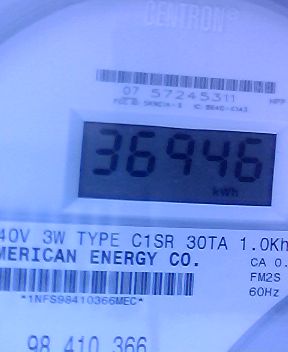 CENTRON®
07 57245311
36946
kWh
40V 3W TYPE C1SR 30TA 1.0Kh
MERICAN ENERGY CO.
CA 0.
FM2S
60Hz
*1NFS98410366MEC*
98 410 366